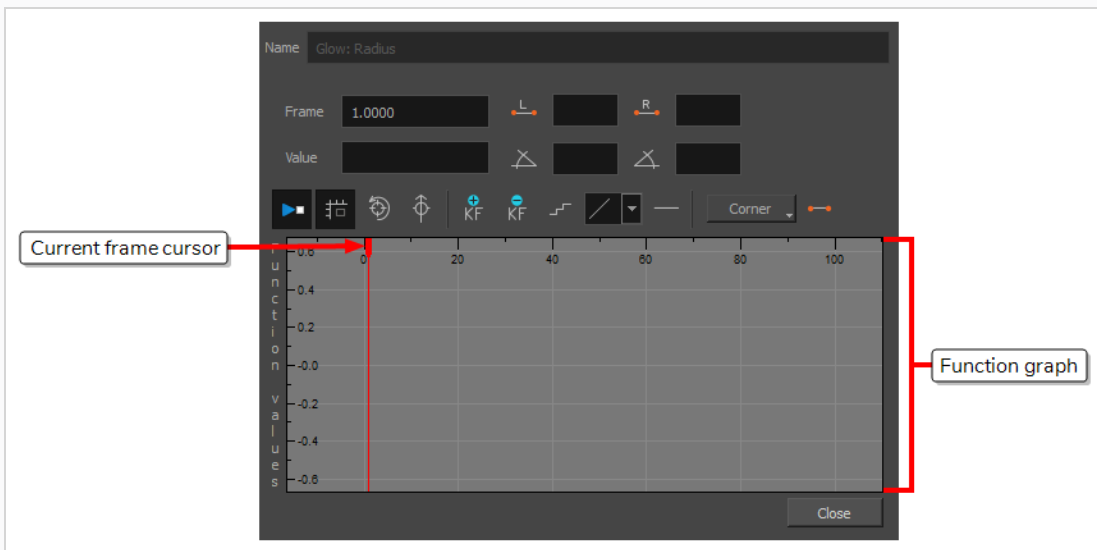 Name Glow: Radius
Frame 1.0000 L R
Value
KF KF Corner
Current frame cursor
Function values
-0.6 0 20 40 60 80 100
-0.4
-0.2
-0.0
-0.2
-0.4
-0.6
Function graph
Close